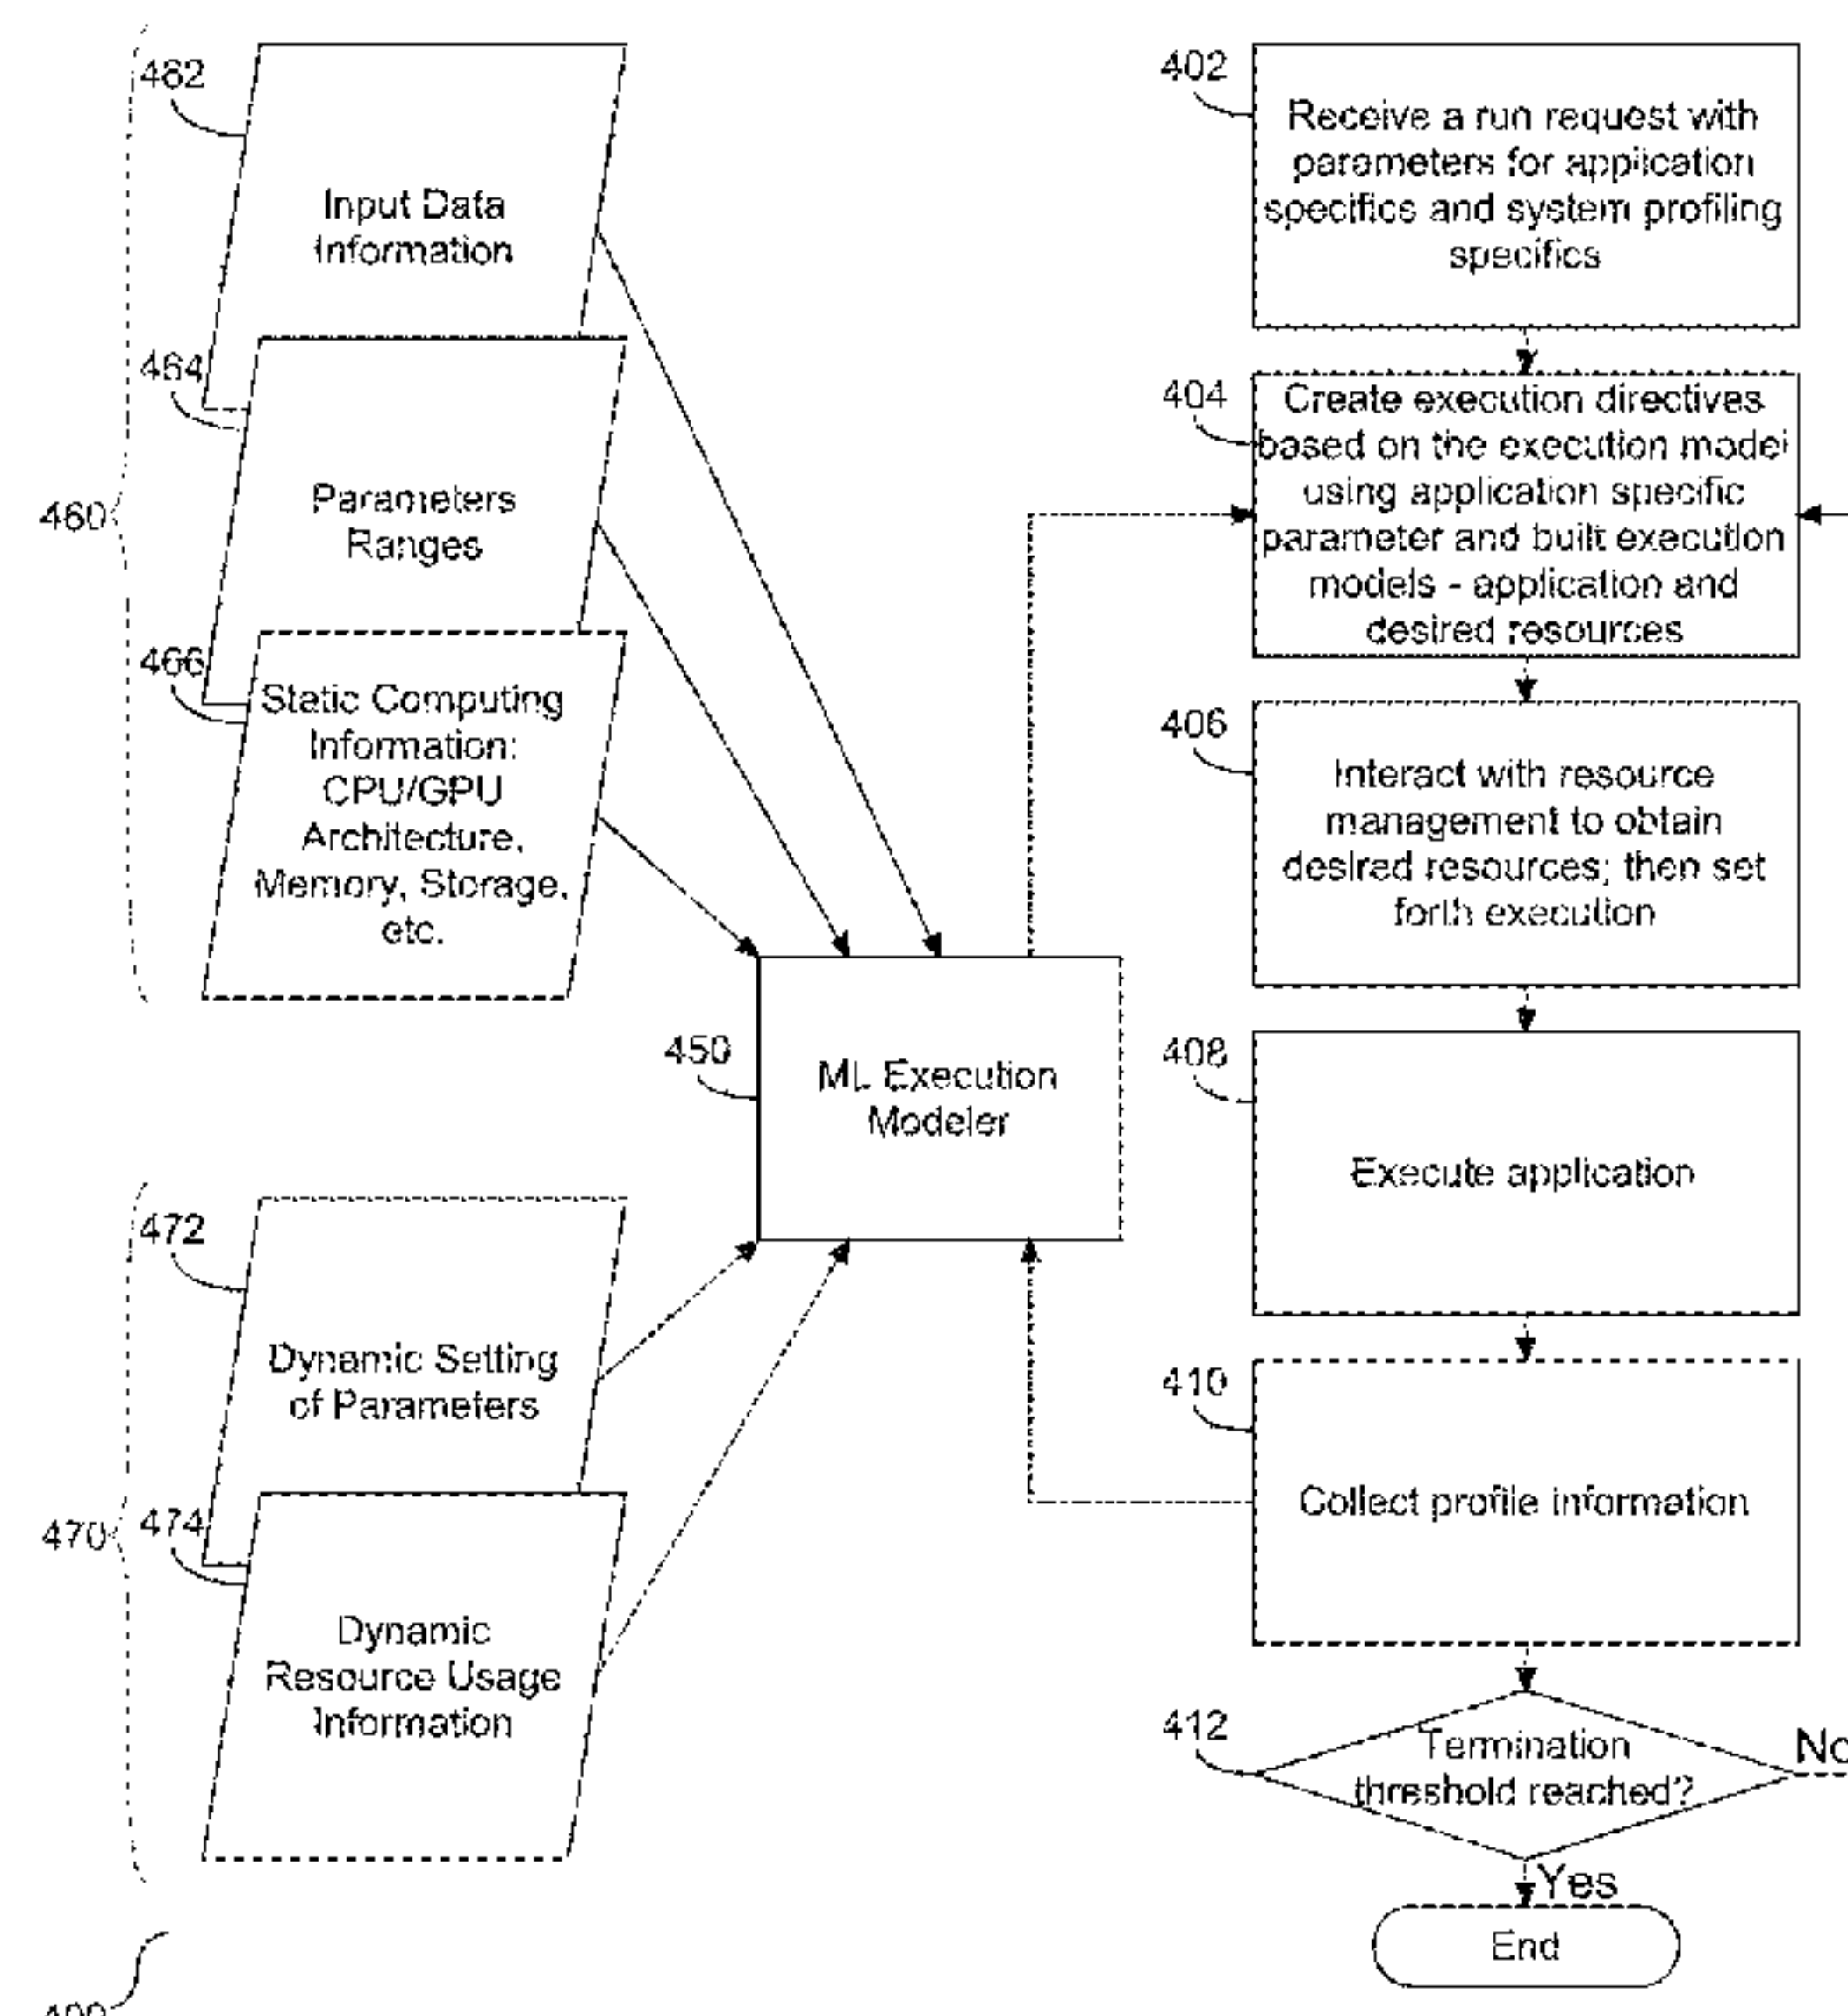 462
Input Data
Information
464
Parameters
Ranges
460
466
Static Computing
Information:
CPU/GPU
Architecture,
Memory, Storage,
etc.
450
ML Execution
Modeler
472
Dynamic Setting
of Parameters
470
474
Dynamic
Resource Usage
Information
402
Receive a run request with
parameters for application
specifics and system profiling
specifics
404
Create execution directives
based on the execution model
using application specific
parameter and built execution
models - application and
desired resources
406
Interact with resource
management to obtain
desired resources; then set
forth execution
408
Execute application
410
Collect profile information
412
Termination
threshold reached?
No
Yes
End